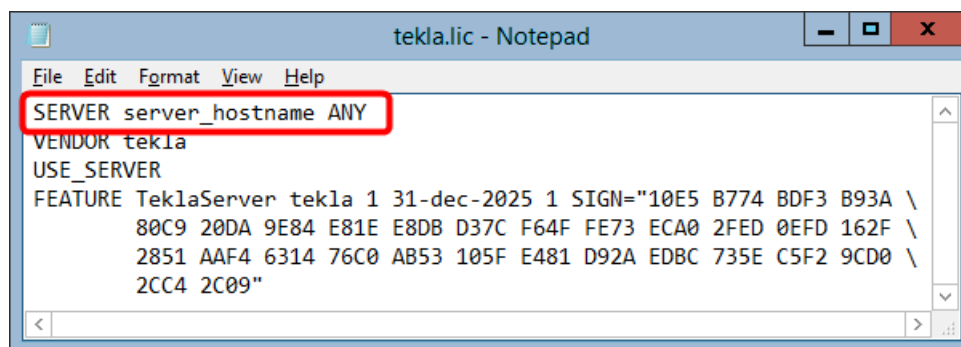 tekla.lic - Notepad
File Edit Format View Help
SERVER server_hostname ANY
VENDOR tekla
USE_SERVER
FEATURE TeklaServer tekla 1 31-dec-2025 1 SIGN="10E5 B774 BDF3 B93A \
80C9 20DA 9E84 E81E E8DB D37C F64F FE73 ECA0 2FED 0EFD 162F \
2851 AAF4 6314 76C0 AB53 105F E481 D92A EDBC 735E C5F2 9CD0 \
2CC4 2C09"